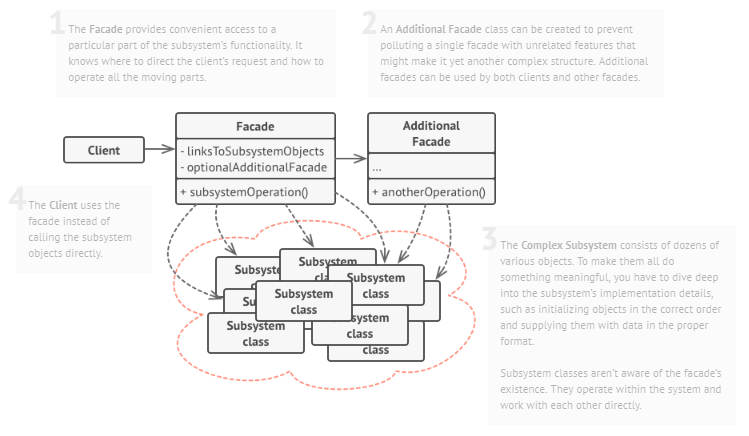 1
The Facade provides convenient access to a
particular part of the subsystem's functionality. It
knows where to direct the client's request and how to
operate all the moving parts.
2
An Additional Facade class can be created to prevent
polluting a single facade with unrelated features that
might make it yet another complex structure. Additional
facades can be used by both clients and other facades.
Client
Facade
- linksToSubsystemObjects
- optionalAdditionalFacade
+ subsystemOperation()
Additional
Facade
...
+ anotherOperation()
4
The Client uses the
facade instead of
calling the subsystem
objects directly.
Subsystem
class
Subsystem
class
Subsystem
class
Subsystem
class
class
3
The Complex Subsystem consists of dozens of
various objects. To make them all do
something meaningful, you have to dive deep
into the subsystem's implementation details,
such as initializing objects in the correct order
and supplying them with data in the proper
format.
Subsystem classes aren't aware of the facade's
existence. They operate within the system and
work with each other directly.